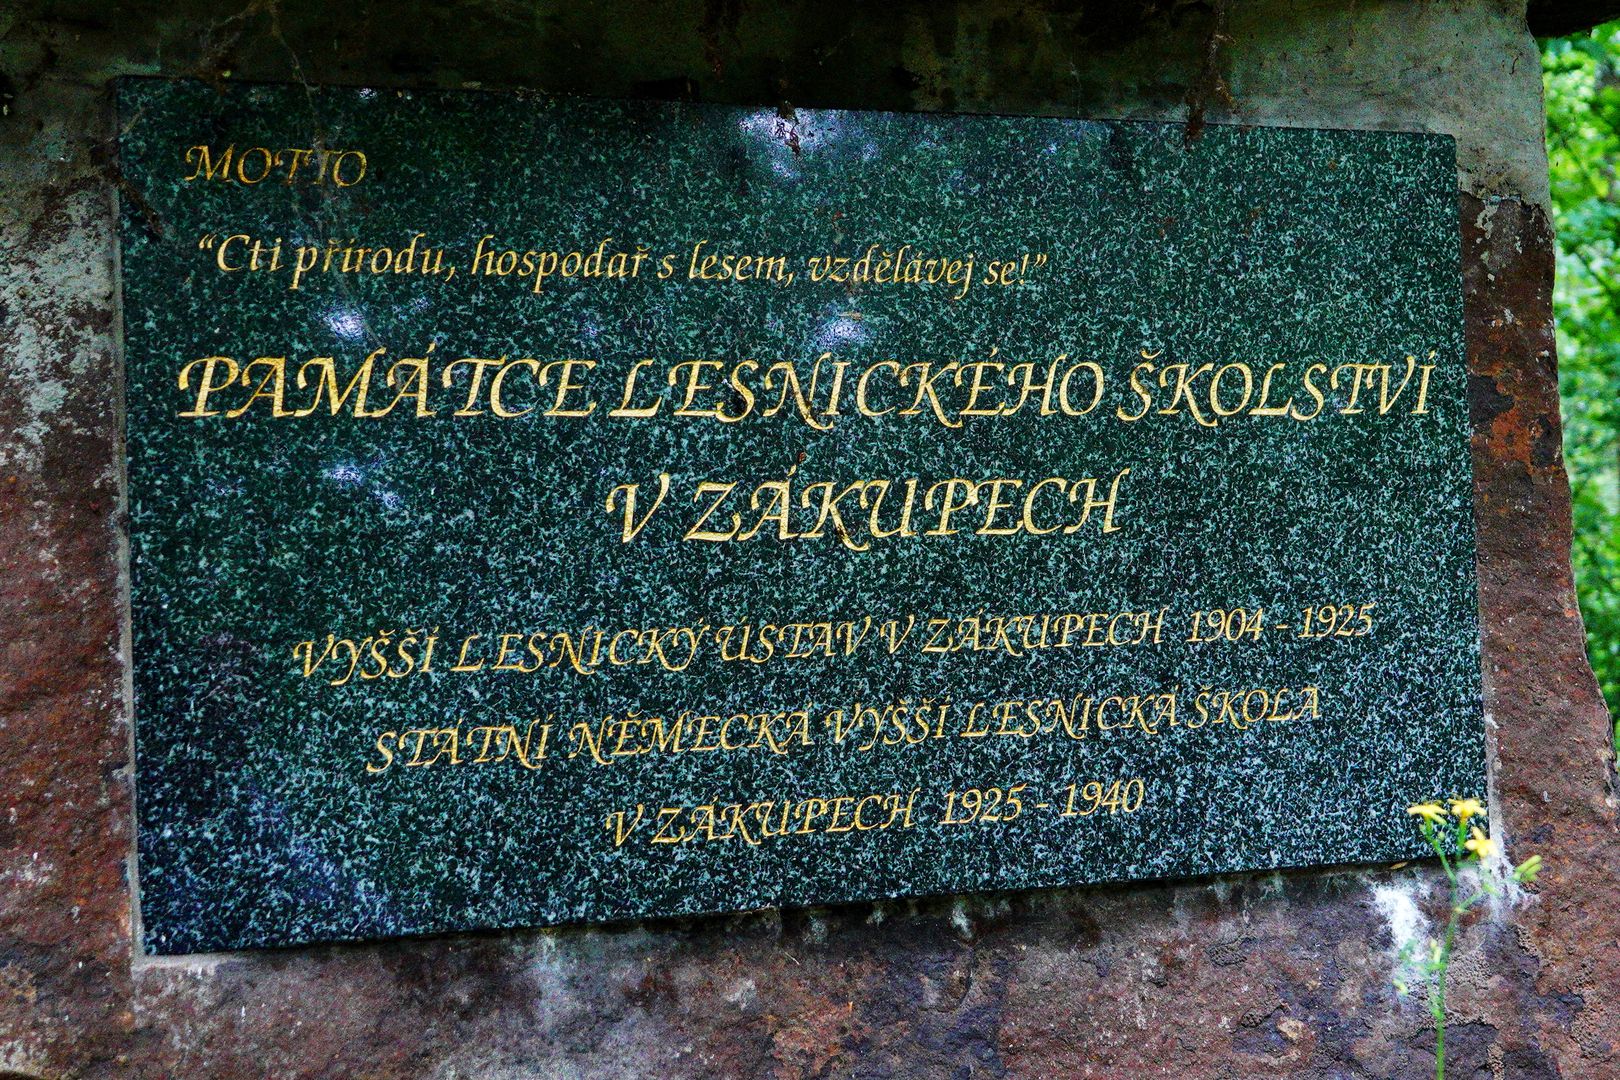 MOTTO
“Cti přírodu, hospodař s lesem, vzdělávej se!”
PAMÁTCE LESNICKÉHO ŠKOLSTVÍ
V ZÁKUPECH
VYŠŠÍ LESNICKÝ ÚSTAV V ZÁKUPECH 1904 - 1925
STÁTNÍ NĚMECKÁ VYŠŠÍ LESNICKÁ ŠKOLA
V ZÁKUPECH 1925 - 1940